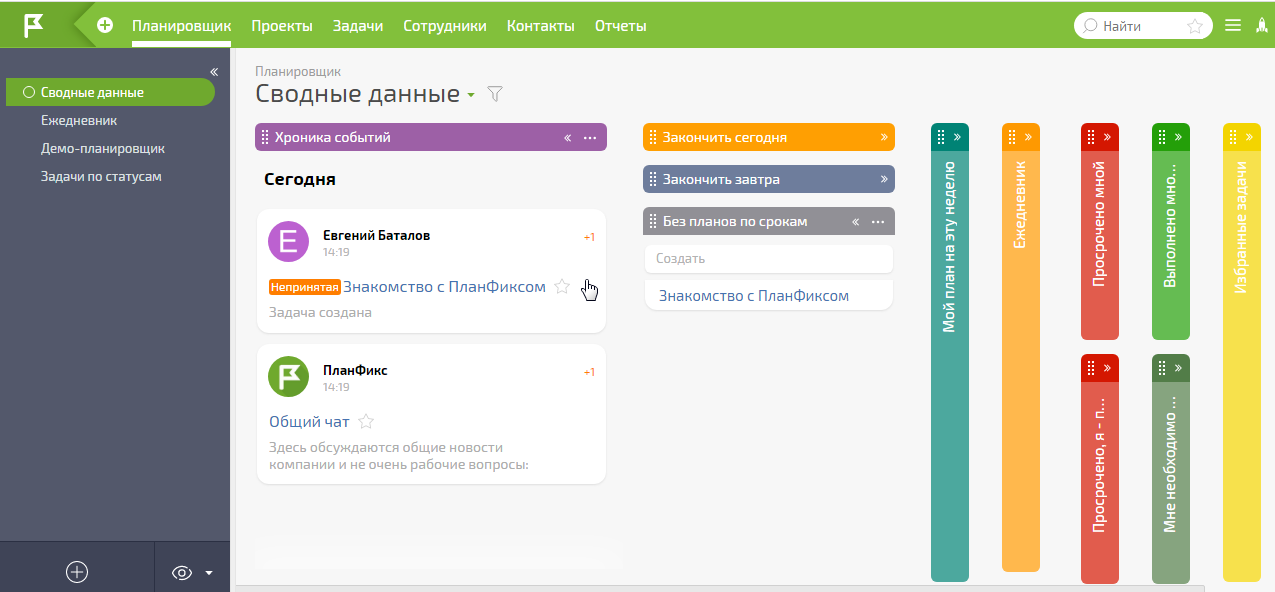 Планировщик
Проекты
Задачи
Сотрудники
Контакты
Отчеты
Найти
Сводные данные
Ежедневник
Демо-планировщик
Задачи по статусам
Планировщик
Сводные данные
Хроника событий
Сегодня
Е
Евгений Баталов
+1
14:19
Непринятая Знакомство с ПланФиксом
Задача создана
ПланФикс
+1
14:19
Общий чат
Здесь обсуждаются общие новости
компании и не очень рабочие вопросы:
Закончить сегодня
Закончить завтра
Без планов по срокам
Создать
Знакомство с ПланФиксом
Мой план на эту неделю
Ежедневник
Просрочено мной
Просрочено, я - п...
Выполнено мно...
Мне необходимо ...
Избранные задачи